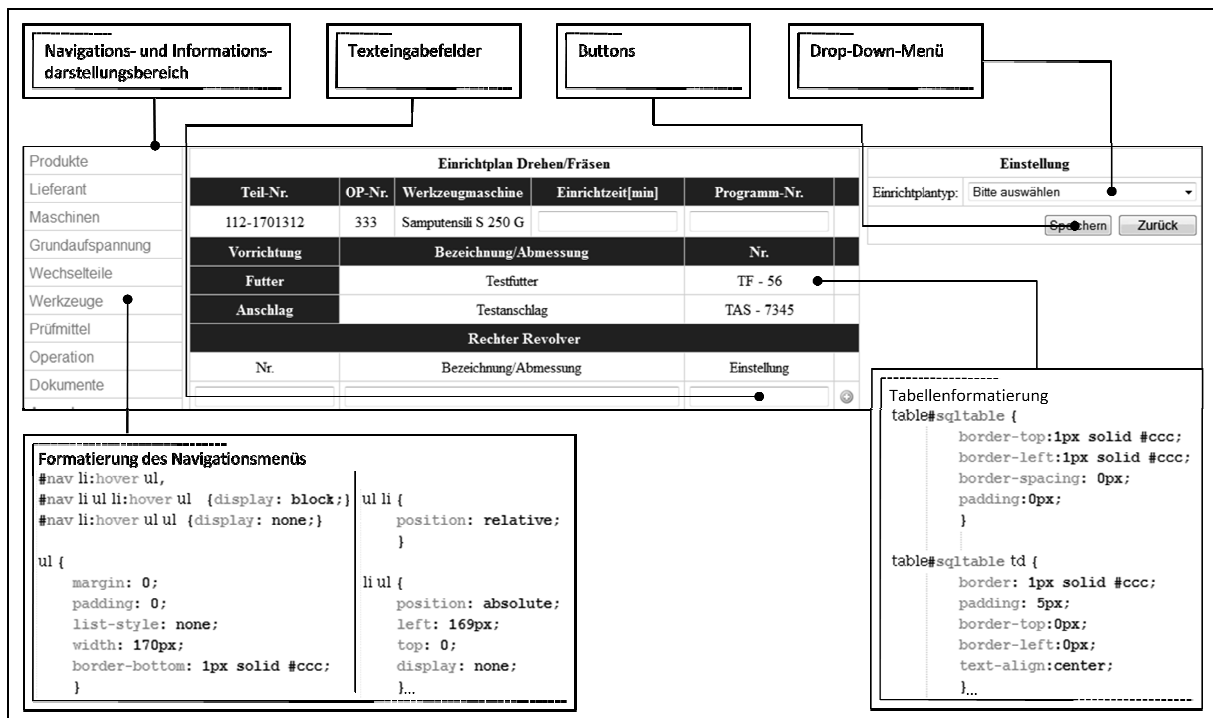 Navigations- und Informations-
darstellungsbereich
Texteingabefelder
Buttons
Drop-Down-Menü
Produkte
Lieferant
Maschinen
Grundaufspannung
Wechselteile
Werkzeuge
Prüfmittel
Operation
Dokumente
Einrichtplan Drehen/Fräsen
Teil-Nr. OP-Nr. Werkzeugmaschine Einrichtzeit[min] Programm-Nr.
112-1701312 333 Samputensili S 250 G
Vorrichtung Bezeichnung/Abmessung Nr.
Futter Testfutter TF - 56
Anschlag Testanschlag TAS - 7345
Rechter Revolver
Nr. Bezeichnung/Abmessung Einstellung
Einstellung
Einrichtplantyp: Bitte auswählen
Speichern Zurück
Formatierung des Navigationsmenüs
#nav li:hover ul,
#nav li ul li:hover ul {display: block;}
#nav li:hover ul ul {display: none;}
ul {
margin: 0;
padding: 0;
list-style: none;
width: 170px;
border-bottom: 1px solid #ccc;
}
ul li {
position: relative;
}
li ul {
position: absolute;
left: 169px;
top: 0;
display: none;
}...
Tabellenformatierung
table#sqltable {
border-top:1px solid #ccc;
border-left:1px solid #ccc;
border-spacing: 0px;
padding:0px;
}
table#sqltable td {
border: 1px solid #ccc;
padding: 5px;
border-top:0px;
border-left:0px;
text-align:center;
}...